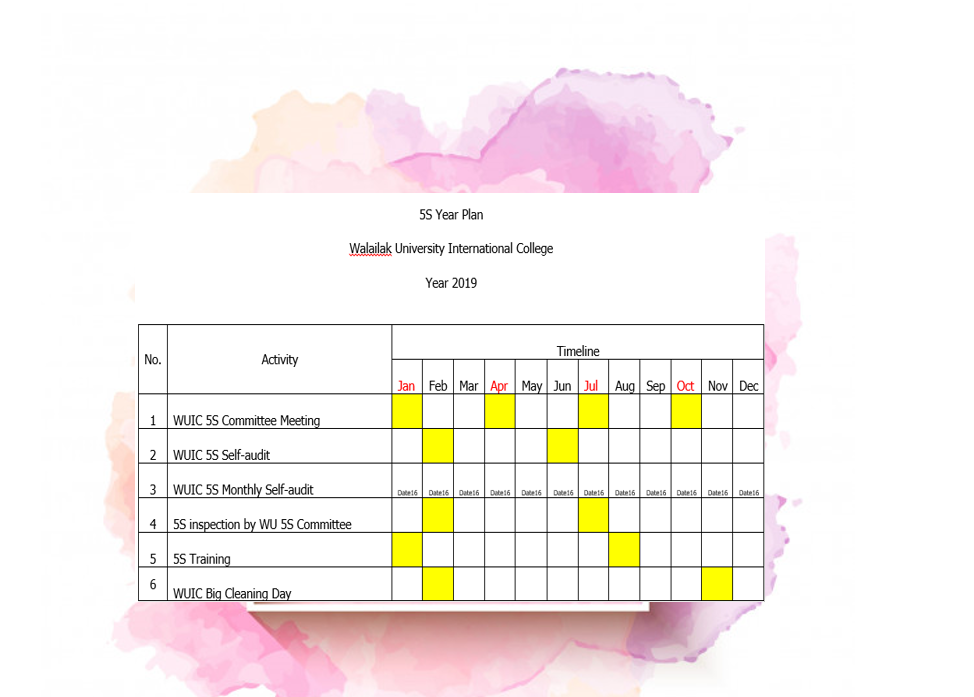 5S Year Plan
Walailak University International College
Year 2019
No. Activity Timeline
Jan Feb Mar Apr May Jun Jul Aug Sep Oct Nov Dec
1 WUIC 5S Committee Meeting
2 WUIC 5S Self-audit
3 WUIC 5S Monthly Self-audit Date16 Date16 Date16 Date16 Date16 Date16 Date16 Date16 Date16 Date16 Date16 Date16
4 5S inspection by WU 5S Committee
5 5S Training
6 WUIC Big Cleaning Day